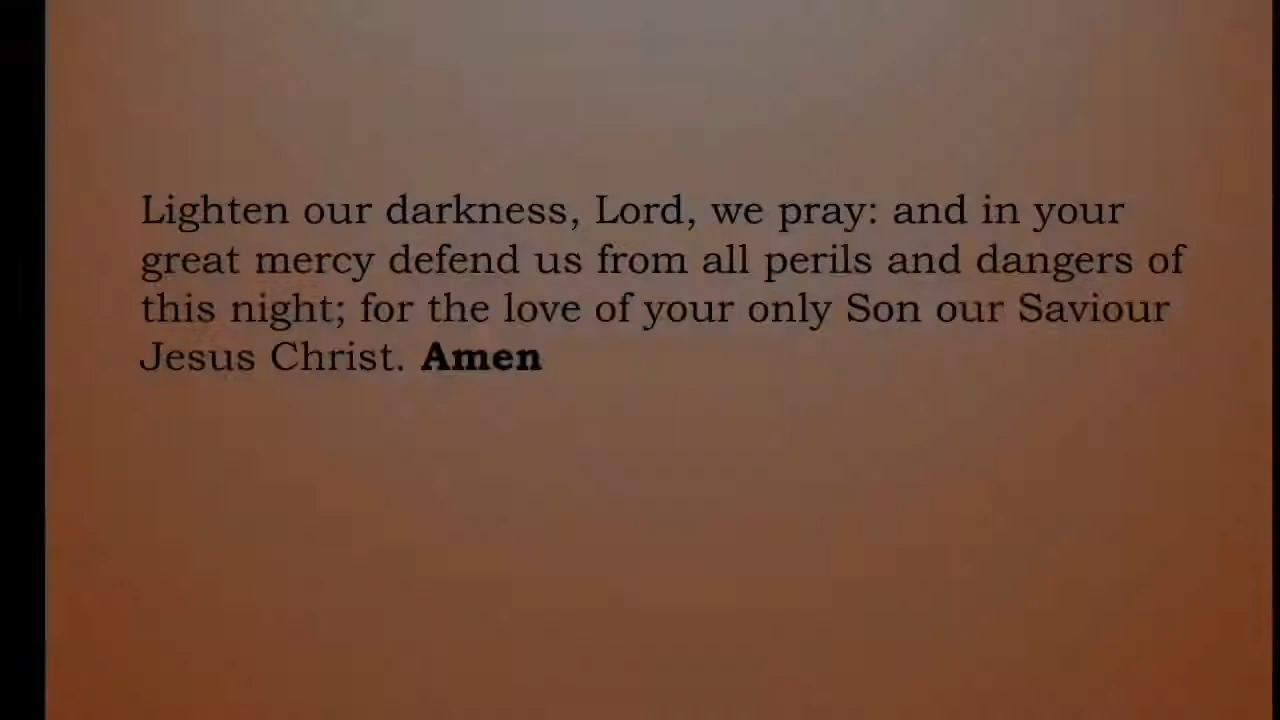 Lighten our darkness, Lord, we pray: and in your
great mercy defend us from all perils and dangers of
this night; for the love of your only Son our Saviour
Jesus Christ. Amen